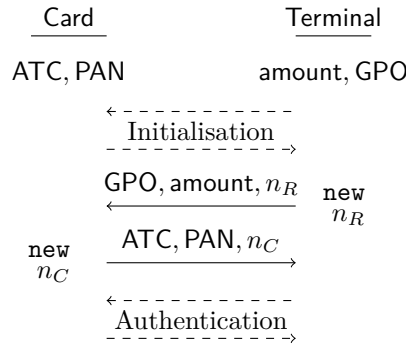 Card Terminal
ATC, PAN amount, GPO
Initialisation
GPO, amount, n_R new
n_R
ATC, PAN, n_C
new
n_C
Authentication